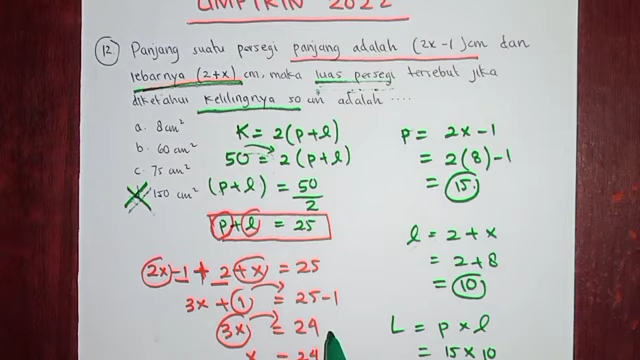 UMPTKIN 2022
12. Panjang suatu persegi panjang adalah (2x-1)cm dan
lebarnya (2+x) cm, maka luas persegi tersebut jika
diketahui kelilingnya 50 cm adalah ....
a. 8 cm²
b. 60 cm²
c. 75 cm²
150 cm²
K = 2(p+l)
50 = 2(p+l)
(p+l) = 50/2
p+l = 25
2x-1 + 2+x = 25
3x + 1 = 25-1
3x = 24
x = 24
p = 2x-1
= 2(8)-1
= 15
l = 2+x
= 2+8
= 10
L = p x l
= 15 x 10